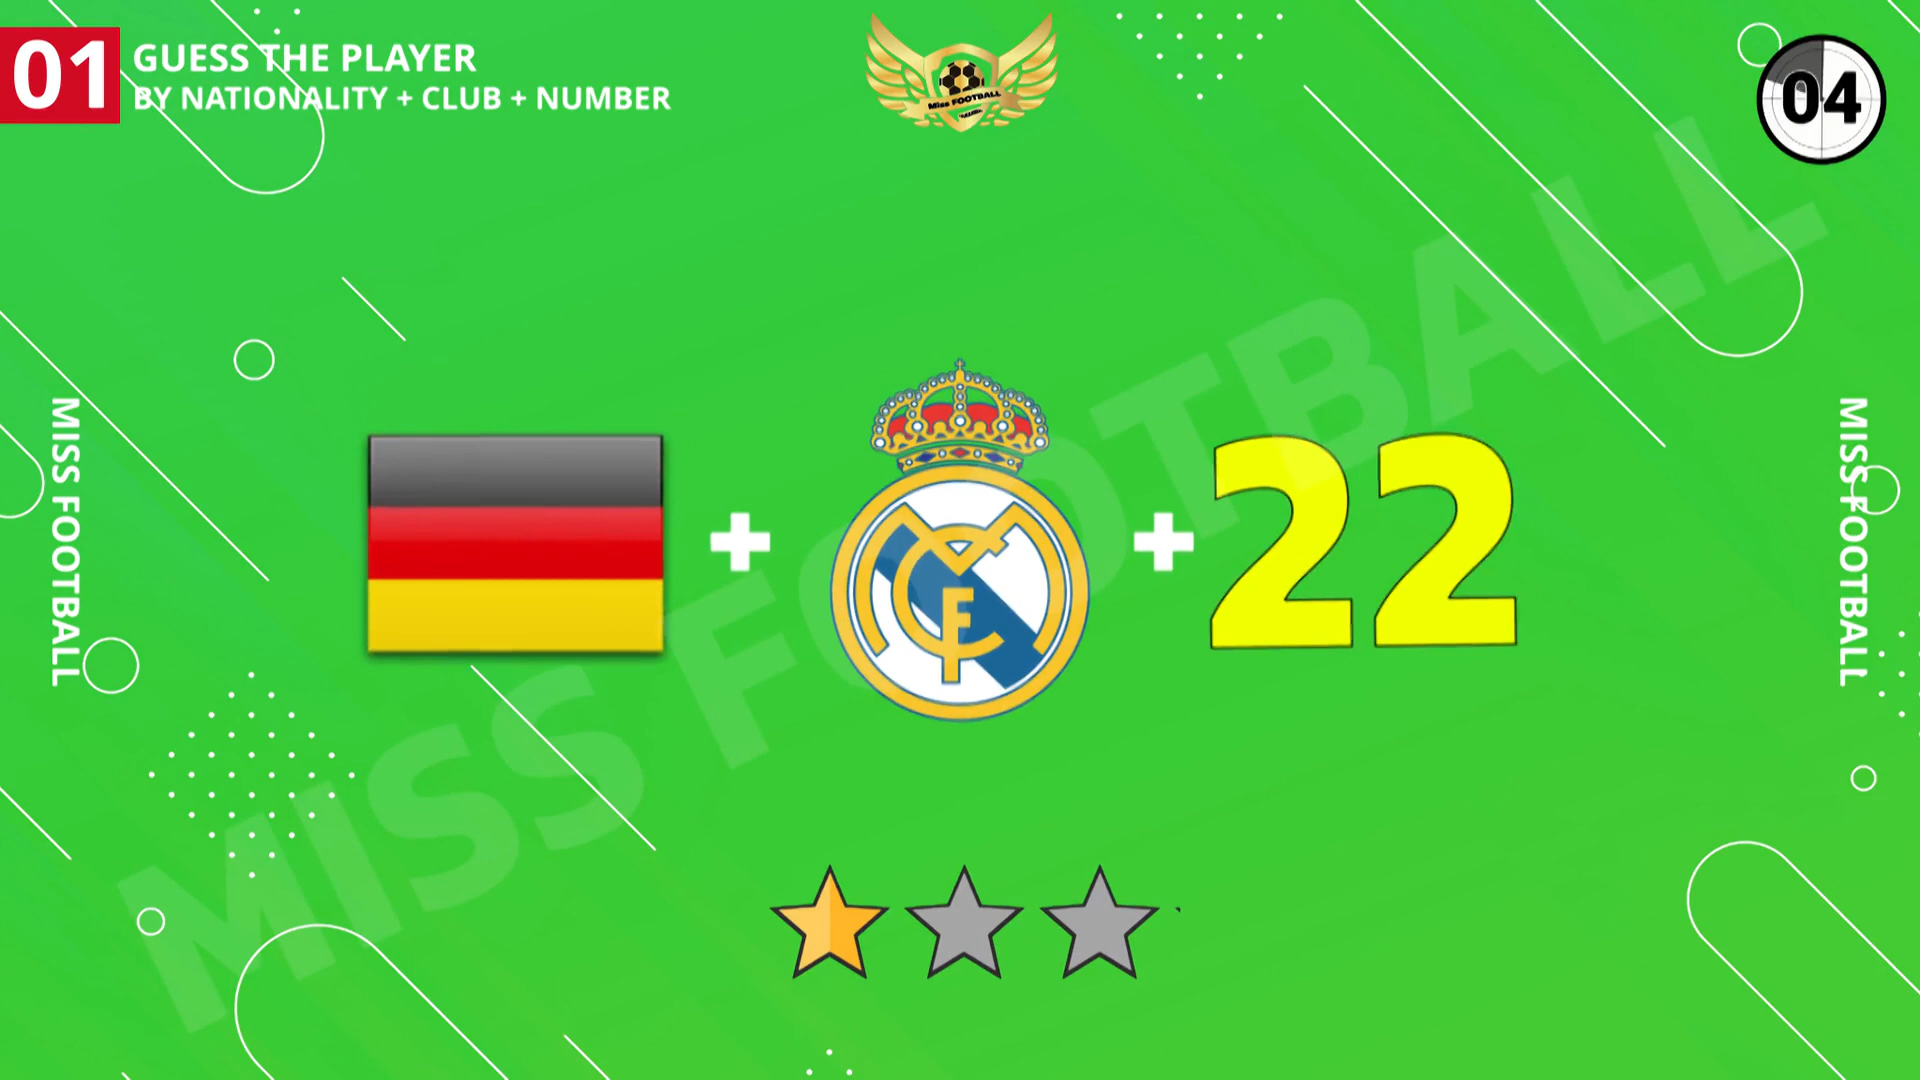 01
GUESS THE PLAYER
BY NATIONALITY + CLUB + NUMBER
Miss FOOTBALL
04
MISS FOOTBALL
+
+ 22
MISS FOOTBALL
MISS FOOTBALL